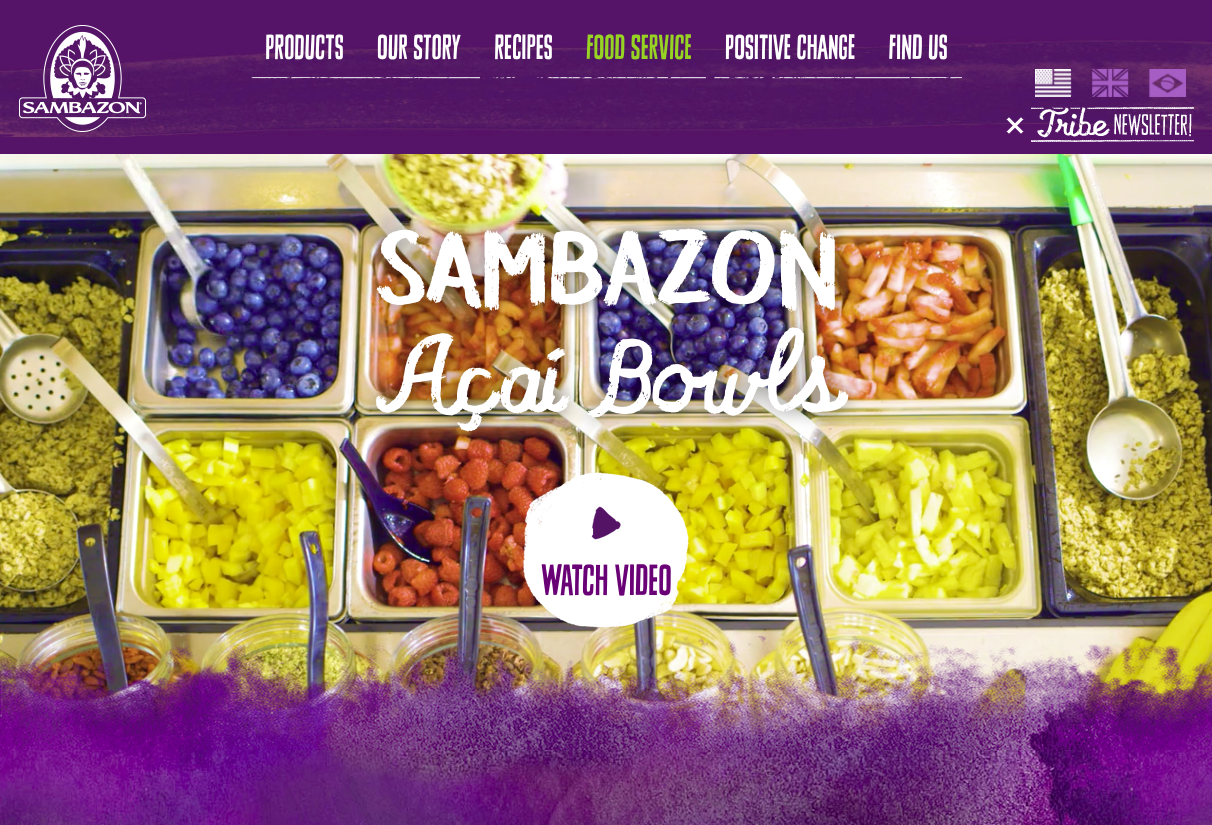 SAMBAZON
PRODUCTS
OUR STORY
RECIPES
FOOD SERVICE
POSITIVE CHANGE
FIND US
× Tribe NEWSLETTER!
SAMBAZON
Açaí Bowls
WATCH VIDEO